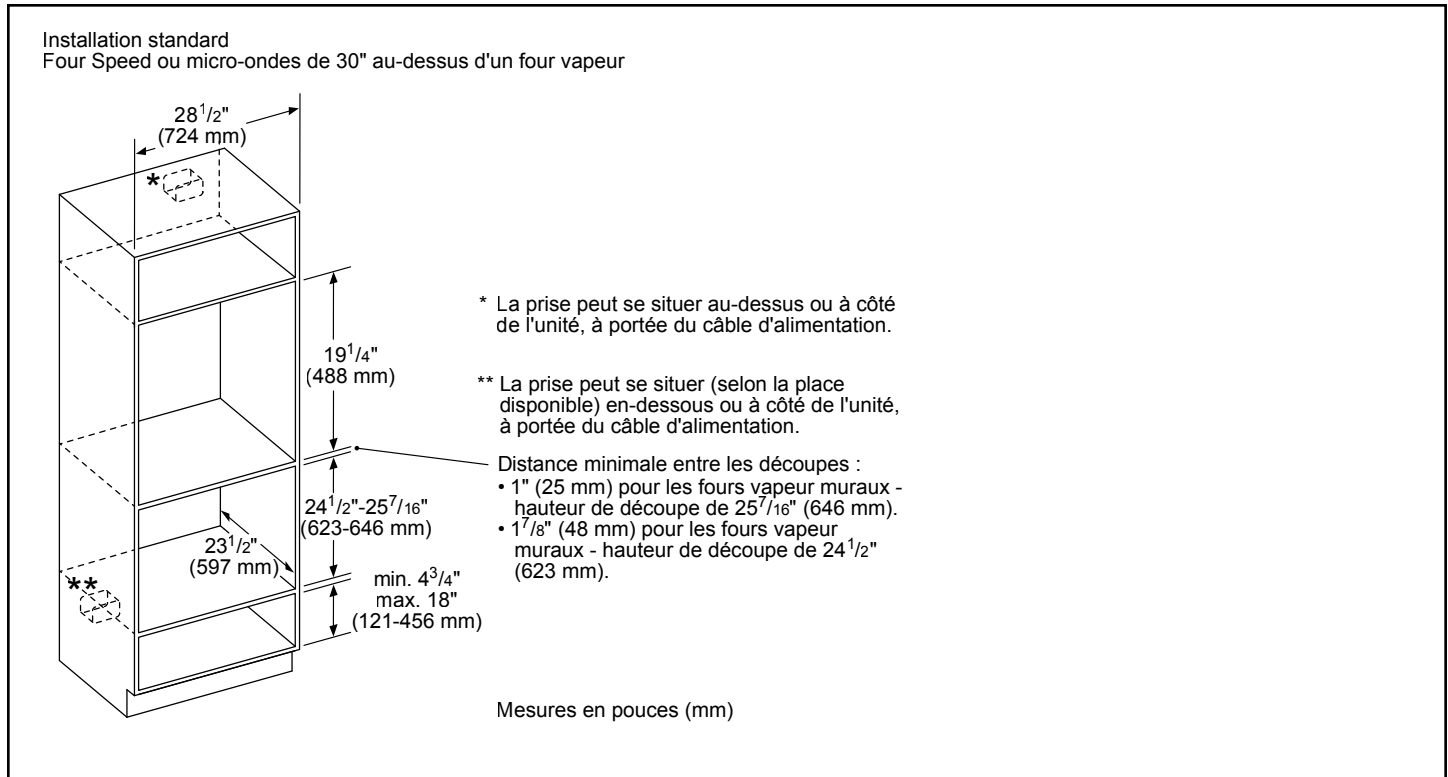 Installation standard
Four Speed ou micro-ondes de 30" au-dessus d'un four vapeur
28 1/2"
(724 mm)
*
19 1/4"
(488 mm)
24 1/2"-25 7/16"
(623-646 mm)
23 1/2"
(597 mm)
**
min. 4 3/4"
max. 18"
(121-456 mm)
* La prise peut se situer au-dessus ou à côté
de l'unité, à portée du câble d'alimentation.
** La prise peut se situer (selon la place
disponible) en-dessous ou à côté de l'unité,
à portée du câble d'alimentation.
Distance minimale entre les découpes :
• 1" (25 mm) pour les fours vapeur muraux -
hauteur de découpe de 25 7/16" (646 mm).
• 1 7/8" (48 mm) pour les fours vapeur
muraux - hauteur de découpe de 24 1/2"
(623 mm).
Mesures en pouces (mm)